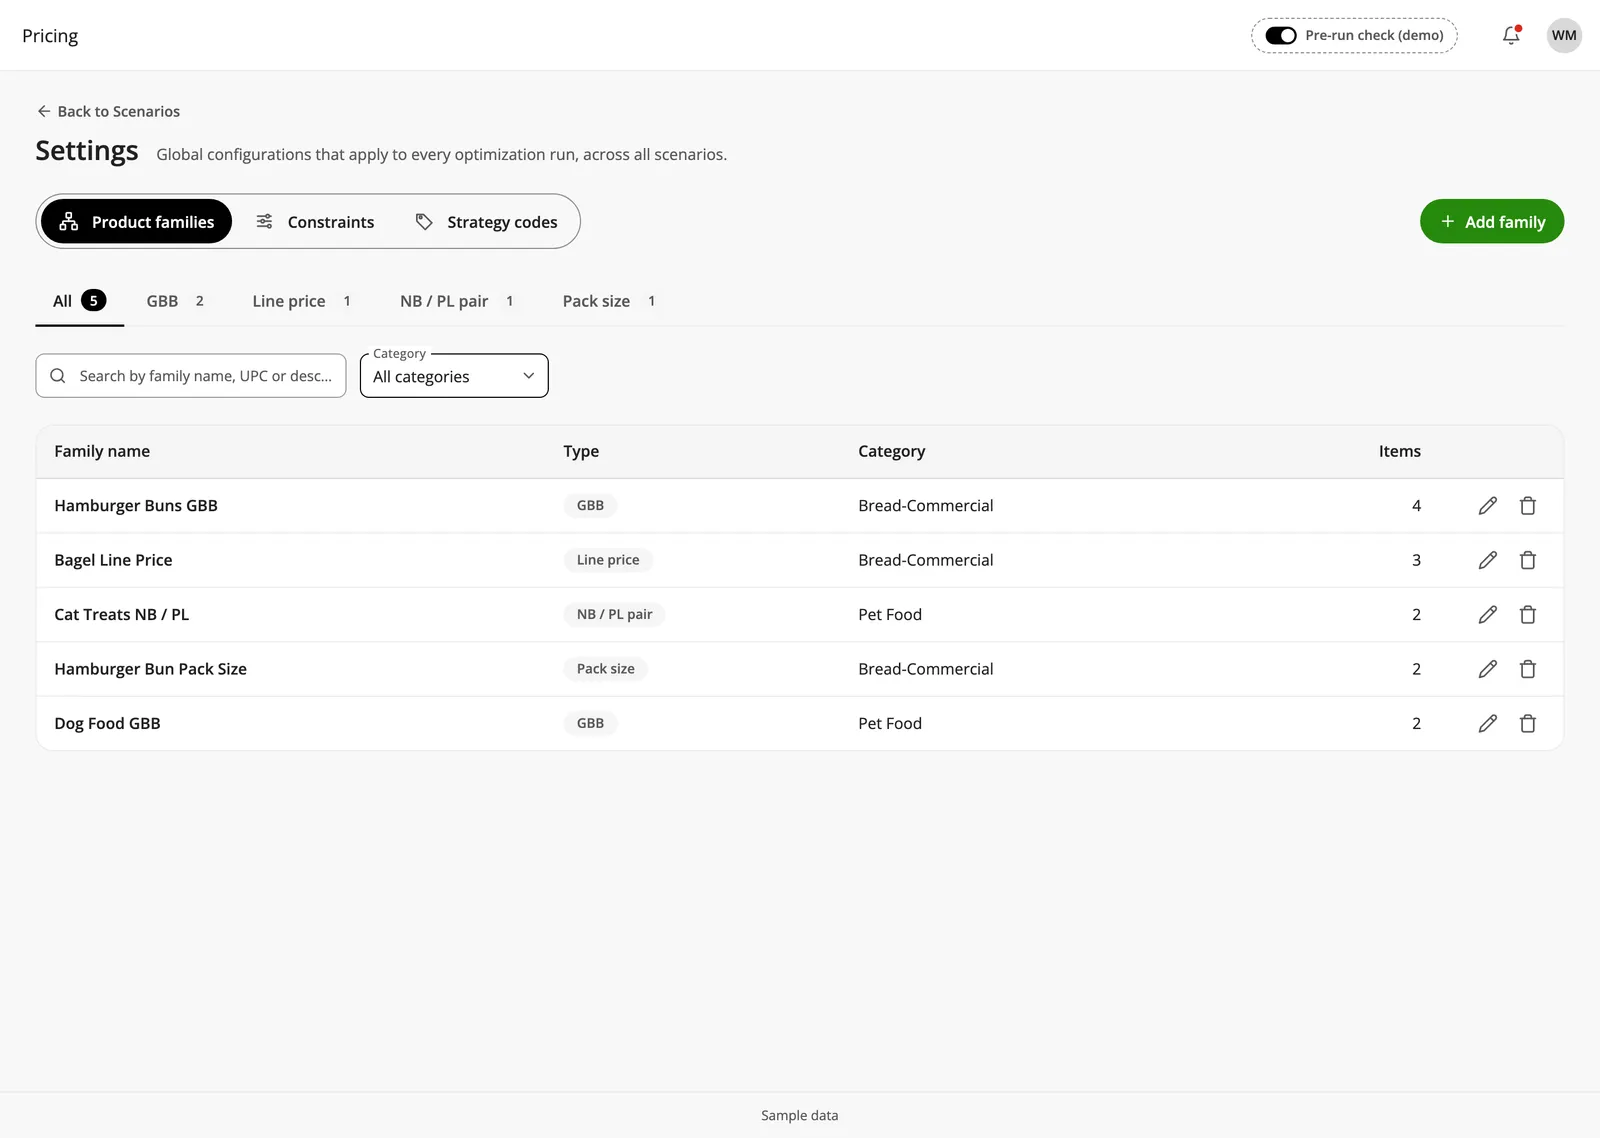 Pricing
Pre-run check (demo)
WM
Back to Scenarios
Settings Global configurations that apply to every optimization run, across all scenarios.
Product families Constraints Strategy codes
+ Add family
All 5 GBB 2 Line price 1 NB / PL pair 1 Pack size 1
Category
Search by family name, UPC or desc... All categories
Family name Type Category Items
Hamburger Buns GBB GBB Bread-Commercial 4
Bagel Line Price Line price Bread-Commercial 3
Cat Treats NB / PL NB / PL pair Pet Food 2
Hamburger Bun Pack Size Pack size Bread-Commercial 2
Dog Food GBB GBB Pet Food 2
Sample data